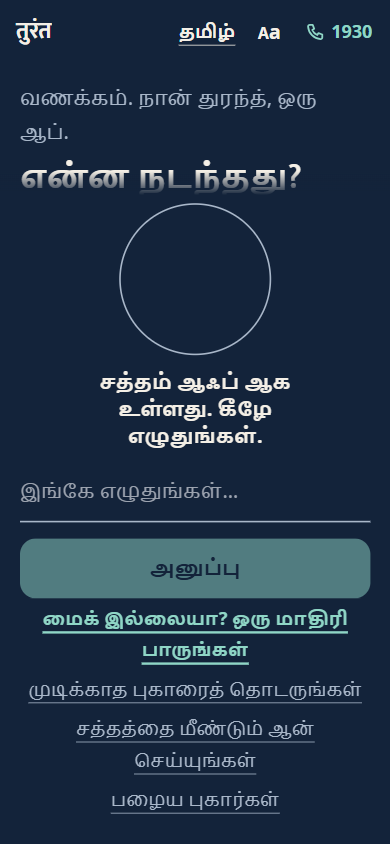 तुरंत
தமிழ்
Aa
1930
வணக்கம். நான் துரந்த், ஒரு
ஆப்.
என்ன நடந்தது?
சத்தம் ஆஃப் ஆக
உள்ளது. கீழே
எழுதுங்கள்.
இங்கே எழுதுங்கள்...
அனுப்பு
மைக் இல்லையா? ஒரு மாதிரி
பாருங்கள்
முடிக்காத புகாரைத் தொடருங்கள்
சத்தத்தை மீண்டும் ஆன்
செய்யுங்கள்
பழைய புகார்கள்